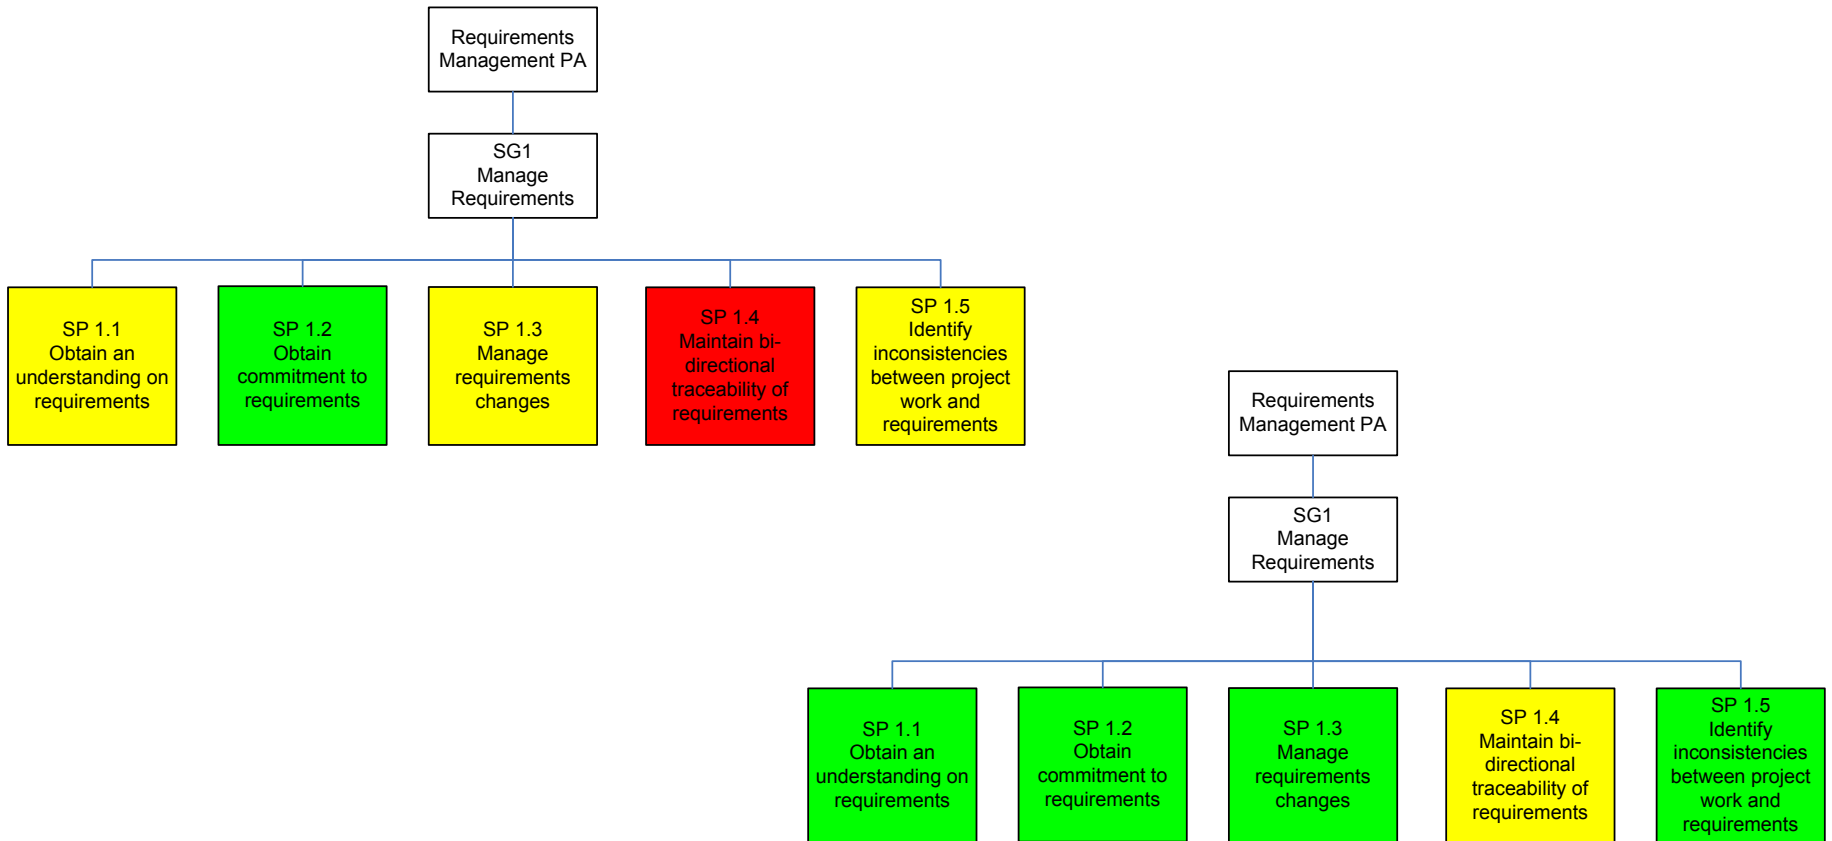 Requirements
Management PA
SG1
Manage
Requirements
SP 1.1
Obtain an
understanding on
requirements
SP 1.2
Obtain
commitment to
requirements
SP 1.3
Manage
requirements
changes
SP 1.4
Maintain bi-
directional
traceability of
requirements
SP 1.5
Identify
inconsistencies
between project
work and
requirements
Requirements
Management PA
SG1
Manage
Requirements
SP 1.1
Obtain an
understanding on
requirements
SP 1.2
Obtain
commitment to
requirements
SP 1.3
Manage
requirements
changes
SP 1.4
Maintain bi-
directional
traceability of
requirements
SP 1.5
Identify
inconsistencies
between project
work and
requirements